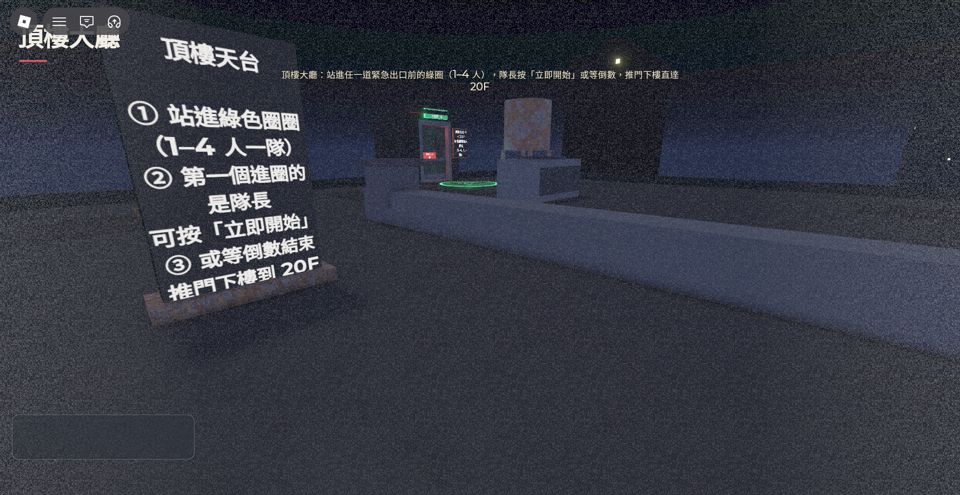 頂樓大廳
頂樓天台
① 站進綠色圈圈
（1–4 人一隊）
② 第一個進圈的
是隊長
可按「立即開始」
③ 或等倒數結束
推門下樓到 20F
頂樓大廳：站進任一道緊急出口前的綠圈（1–4 人），隊長按「立即開始」或等倒數，推門下樓直達
20F